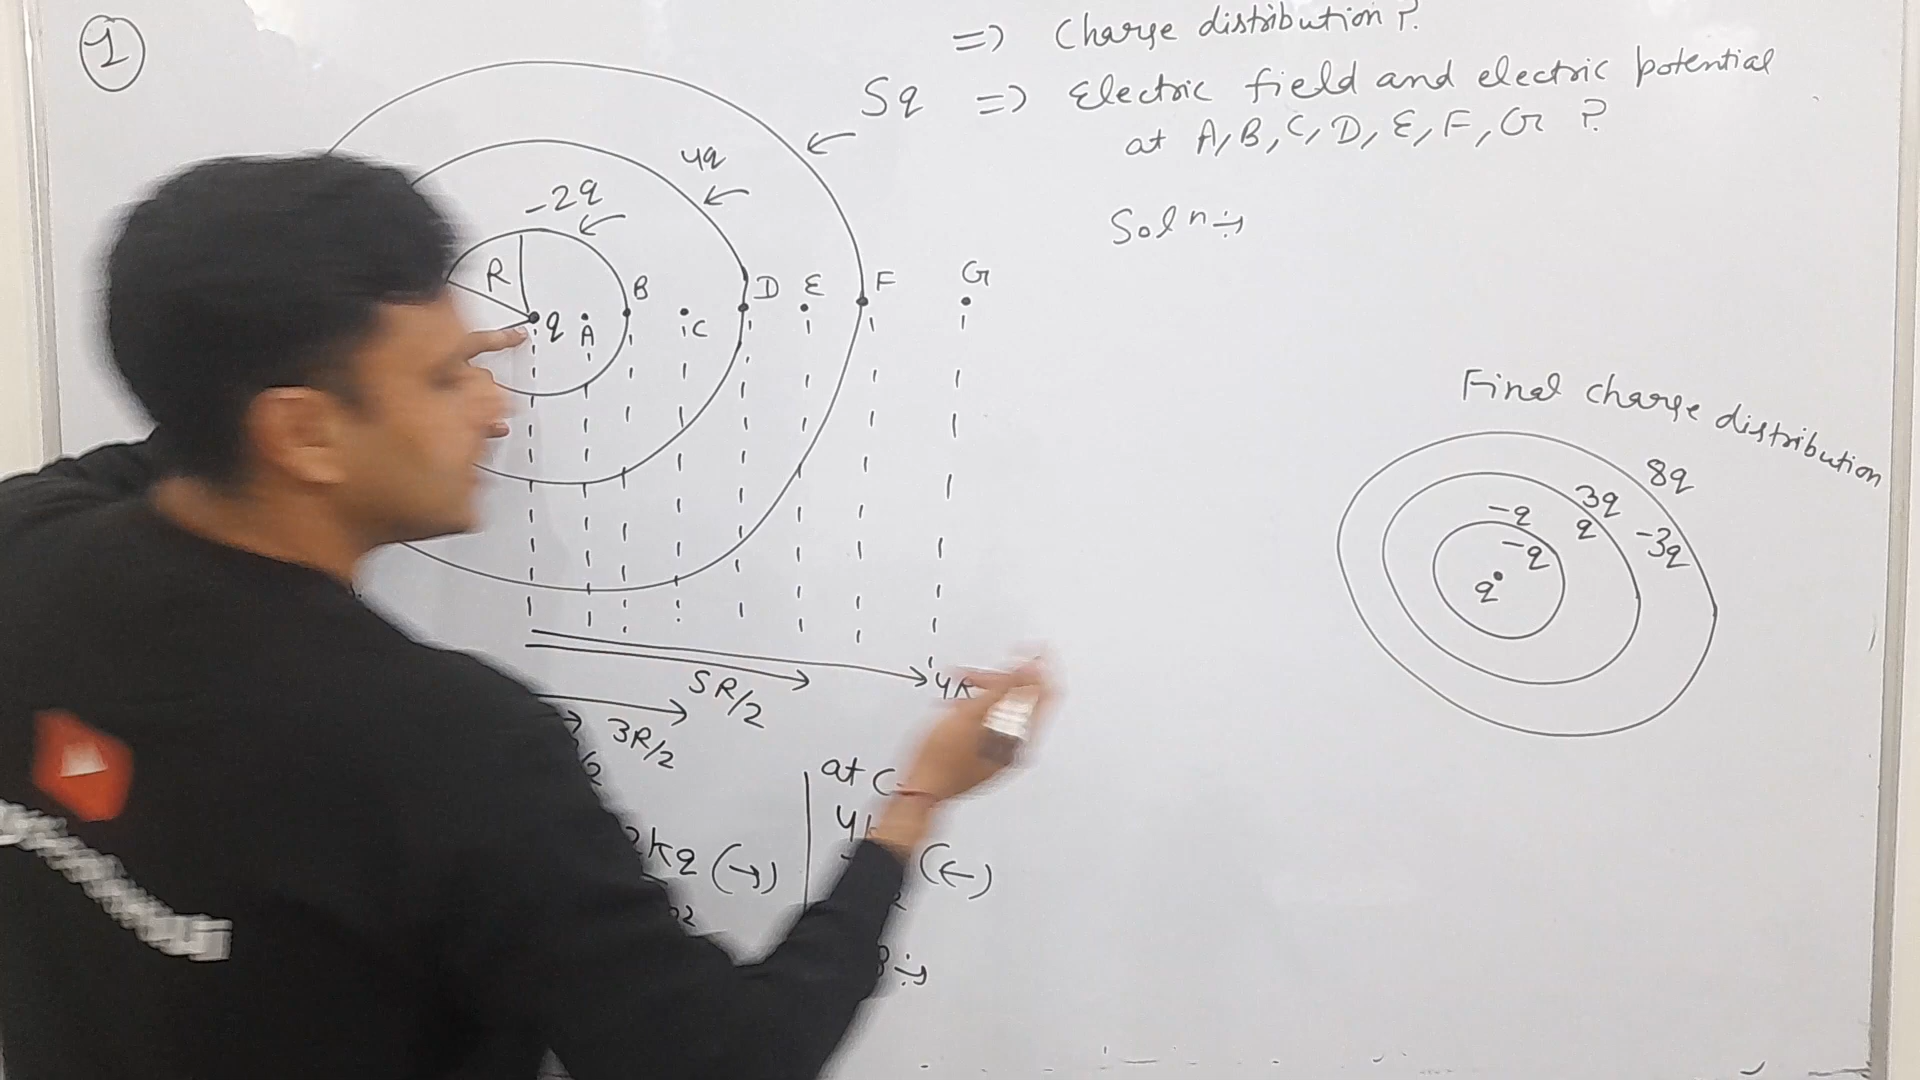 1
=> Charge distribution ?
5q => Electric field and electric potential
at A, B, C, D, E, F, G ?
Soln :-
4q
-2q
R
q
A
B
C
D
E
F
G
5R/2
4R
3R/2
at C
kq (→)
(←)
Final charge distribution
8q
3q
-q
q
-3q
-q
q